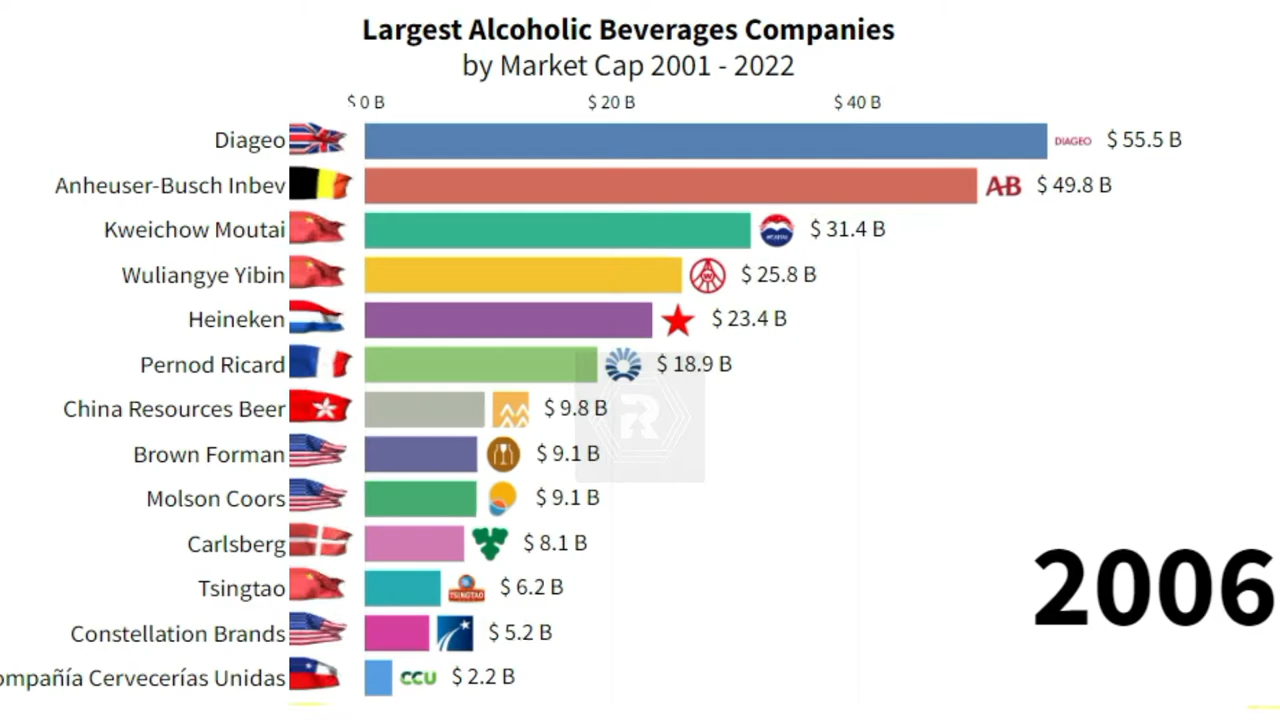 Largest Alcoholic Beverages Companies
by Market Cap 2001 - 2022
$ 0 B $ 20 B $ 40 B
Diageo DIAGEO $ 55.5 B
Anheuser-Busch Inbev AB $ 49.8 B
Kweichow Moutai MOUTAI $ 31.4 B
Wuliangye Yibin W $ 25.8 B
Heineken $ 23.4 B
Pernod Ricard $ 18.9 B
China Resources Beer $ 9.8 B
Brown Forman $ 9.1 B
Molson Coors $ 9.1 B
Carlsberg $ 8.1 B
Tsingtao TSINGTAO $ 6.2 B
Constellation Brands $ 5.2 B
ompañía Cervecerías Unidas CCU $ 2.2 B
R
2006